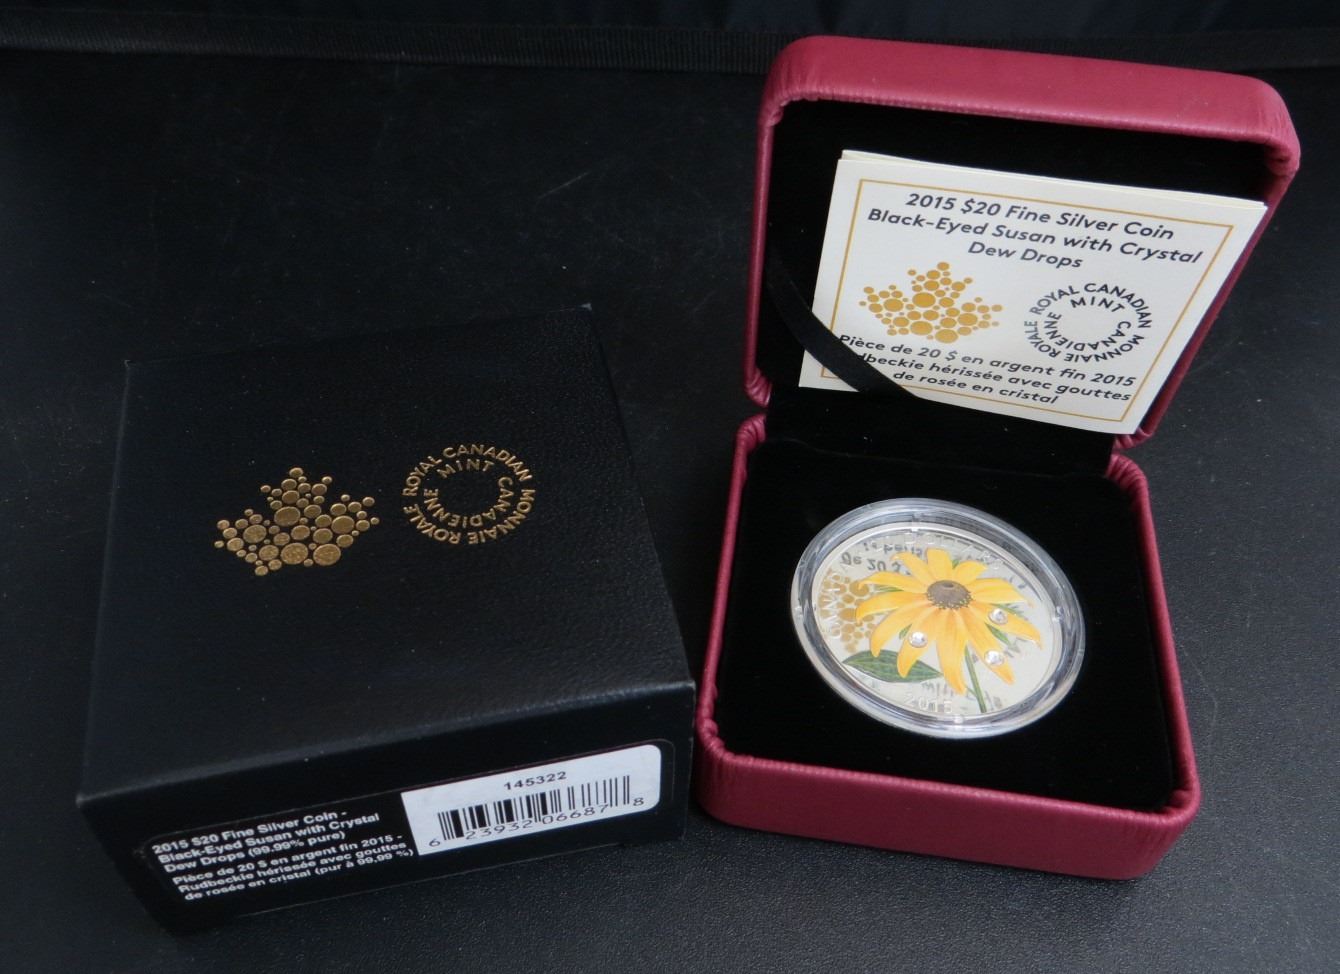 2015 $20 Fine Silver Coin
Black-Eyed Susan with Crystal
Dew Drops
ROYAL CANADIAN MINT
MONNAIE ROYALE CANADIENNE
Pièce de 20 $ en argent fin 2015
dbeckie hérissée avec gouttes
de rosée en cristal
ROYAL CANADIAN MINT
MONNAIE ROYALE CANADIENNE
2015
145322
6 23932 06687 8
2015 $20 Fine Silver Coin -
Black-Eyed Susan with Crystal
Dew Drops (99.99% pure)
Pièce de 20 $ en argent fin 2015 -
Rudbeckie hérissée avec gouttes
de rosée en cristal (pur à 99,99 %)